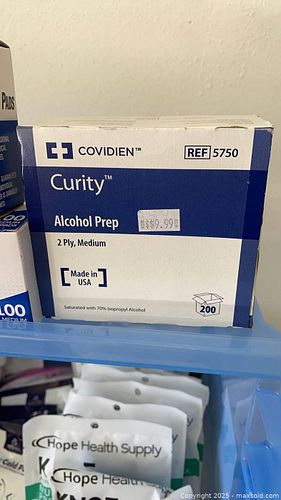 PADS
COVIDIEN™
REF 5750
Curity™
Alcohol Prep
$9.99
2 Ply, Medium
Made in
USA
Saturated with 70% Isopropyl Alcohol
200
100
MEDIUM
Hope Health Supply
Hope Health Supply
Copyright 2025 - maxsold.com